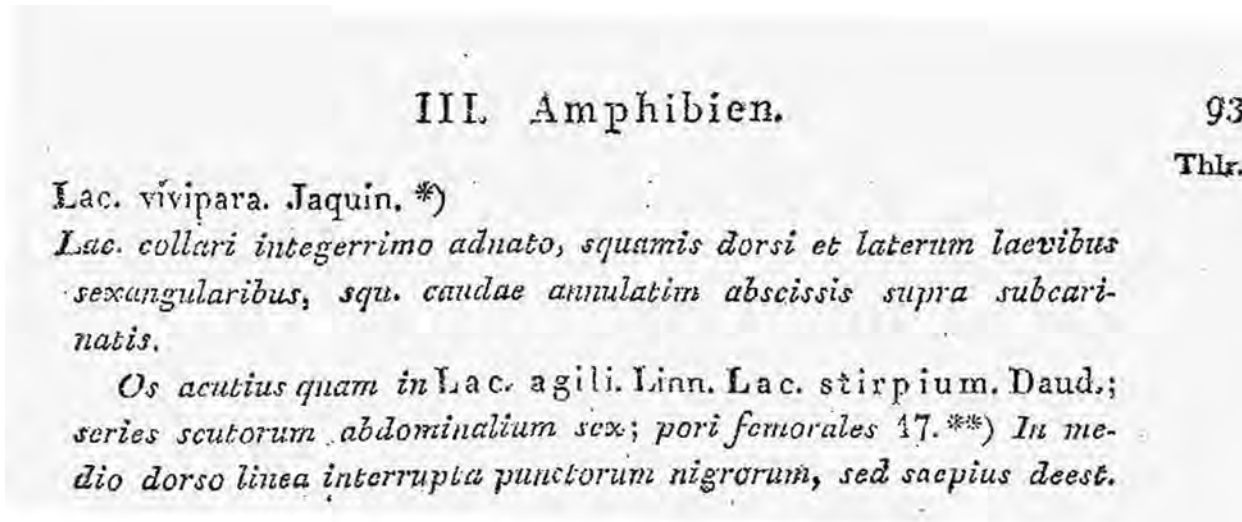 III. Amphibien. 93
Thlr.
Lac. vivipara. Jaquin. *)
Lac. collari integerrimo adnato, squamis dorsi et laterum laevibus
sexangularibus, squ. caudae annulatim abscissis supra subcari-
natis.
Os acutius quam in Lac. agili. Linn. Lac. stirpium. Daud.;
series scutorum abdominalium sex; pori femorales 17. **) In me-
dio dorso linea interrupta punctorum nigrorum, sed saepius deest.